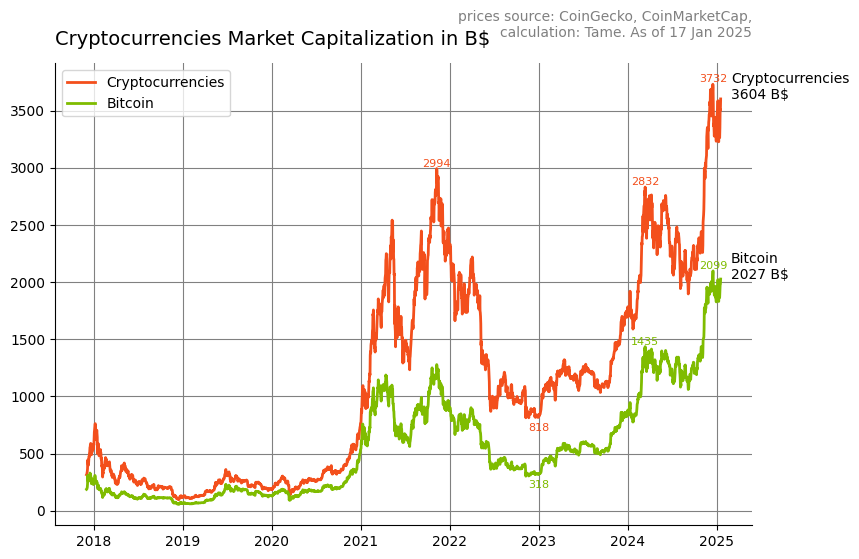 prices source: CoinGecko, CoinMarketCap,
calculation: Tame. As of 17 Jan 2025
Cryptocurrencies Market Capitalization in B$
Cryptocurrencies
Bitcoin
3732
Cryptocurrencies
3604 B$
2994
2832
Bitcoin
2027 B$
2099
1435
818
318
3500
3000
2500
2000
1500
1000
500
0
2018 2019 2020 2021 2022 2023 2024 2025